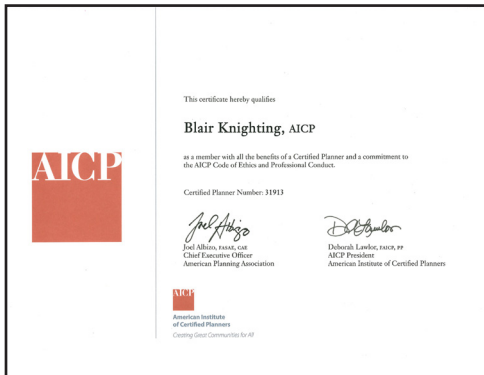 AICP
This certificate hereby qualifies
Blair Knighting, AICP
as a member with all the benefits of a Certified Planner and a commitment to
the AICP Code of Ethics and Professional Conduct.
Certified Planner Number: 31913
Joel Albizo
Joel Albizo, FASAE, CAE
Chief Executive Officer
American Planning Association
Deborah Lawlor, FAICP, PP
AICP President
American Institute of Certified Planners
AICP
American Institute
of Certified Planners
Creating Great Communities for All